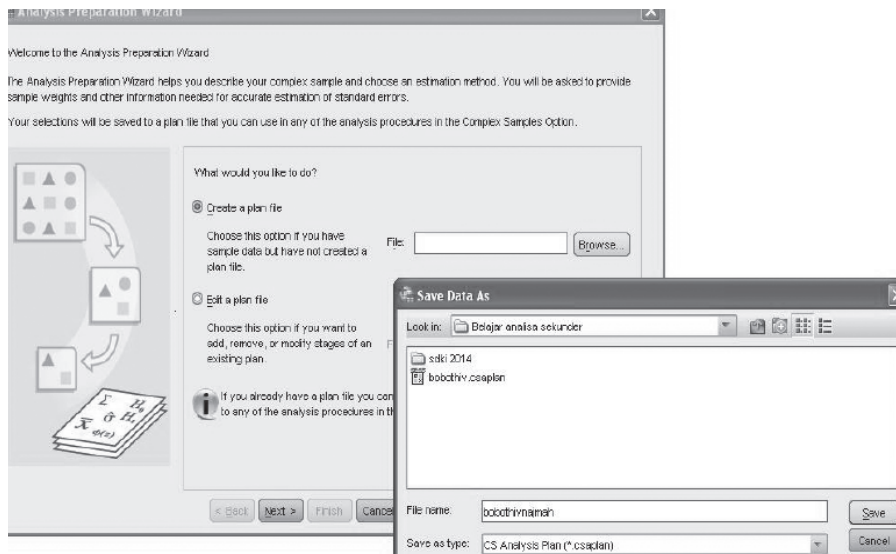 Analysis Preparation Wizard
Welcome to the Analysis Preparation Wizard
The Analysis Preparation Wizard helps you describe your complex sample and choose an estimation method. You will be asked to provide
sample weights and other information needed for accurate estimation of standard errors.
Your selections will be saved to a plan file that you can use in any of the analysis procedures in the Complex Samples Option.
What would you like to do?
Create a plan file
Choose this option if you have
sample data but have not created a
plan file.
File:
Browse...
Edit a plan file
Choose this option if you want to
add, remove, or modify stages of an
existing plan.
If you already have a plan file you can
to any of the analysis procedures in th
< Back
Next >
Finish
Cancel
Save Data As
Look in:
Belajar analisa sekunder
sdki 2014
bobothiv.csaplan
File name:
bobothivnaimah
Save
Save as type:
CS Analysis Plan (*.csaplan)
Cancel